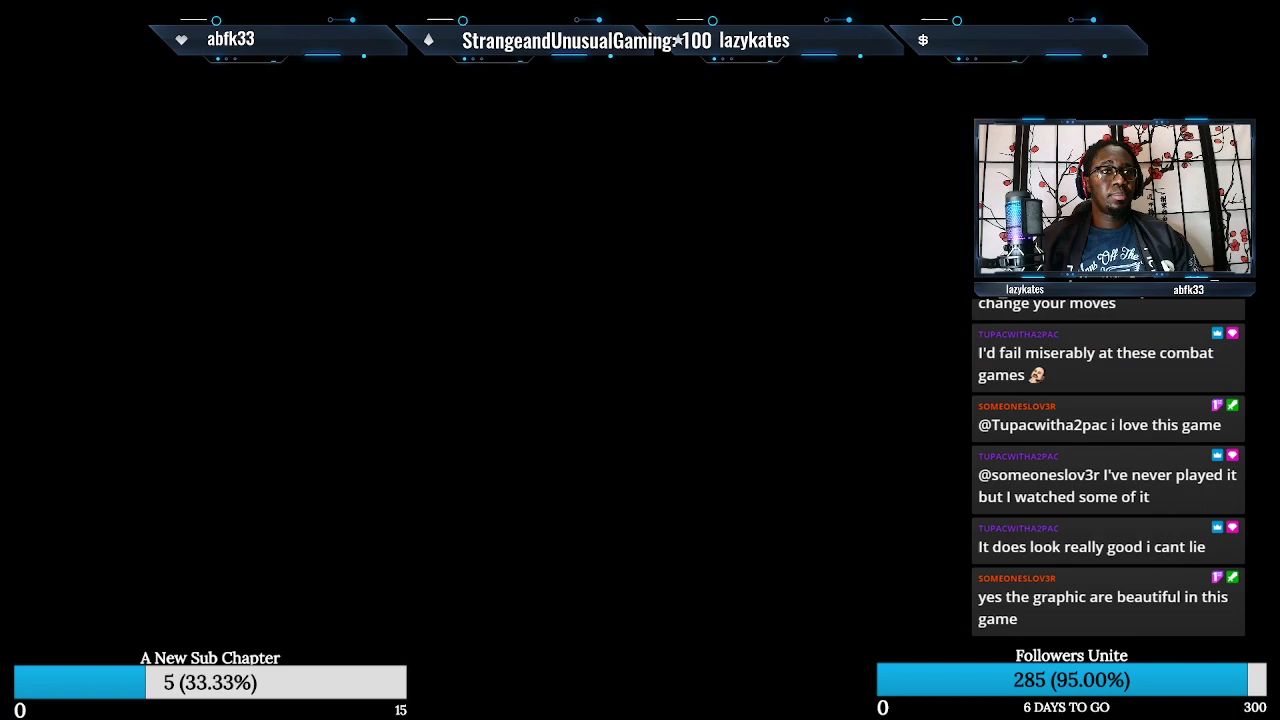 abfk33
StrangeandUnusualGaming: 100
lazykates
lazykates
abfk33
change your moves
TUPACWITHA2PAC
I'd fail miserably at these combat
games
SOMEONESLOV3R
@Tupacwitha2pac i love this game
TUPACWITHA2PAC
@someoneslov3r I've never played it
but I watched some of it
TUPACWITHA2PAC
It does look really good i cant lie
SOMEONESLOV3R
yes the graphic are beautiful in this
game
A New Sub Chapter
5 (33.33%)
0
15
Followers Unite
285 (95.00%)
0
6 DAYS TO GO
300